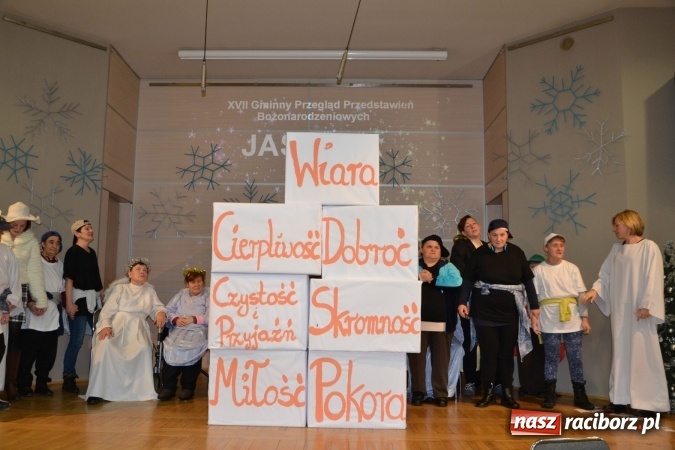 XVII Gminny Przegląd Przedstawień
Bożonarodzeniowych
Wiara
Cierpliwość
Dobroć
Czystość
i
Przyjaźń
Skromność
Miłość
Pokora
nasz raciborz.pl